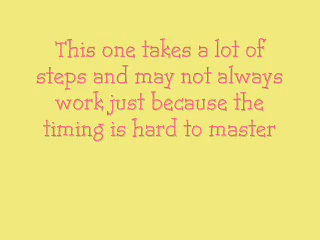 This one takes a lot of
steps and may not always
work just because the
timing is hard to master